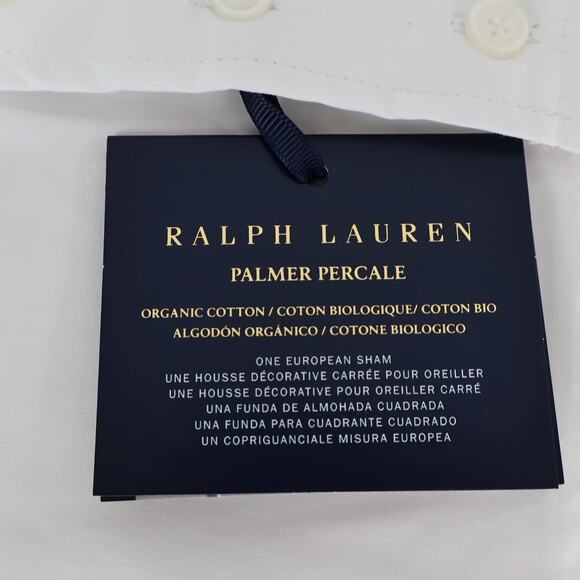 RALPH LAUREN
PALMER PERCALE
ORGANIC COTTON / COTON BIOLOGIQUE/ COTON BIO
ALGODÓN ORGÁNICO / COTONE BIOLOGICO
ONE EUROPEAN SHAM
UNE HOUSSE DÉCORATIVE CARRÉE POUR OREILLER
UNE HOUSSE DÉCORATIVE POUR OREILLER CARRÉ
UNA FUNDA DE ALMOHADA CUADRADA
UNA FUNDA PARA CUADRANTE CUADRADO
UN COPRIGUANCIALE MISURA EUROPEA